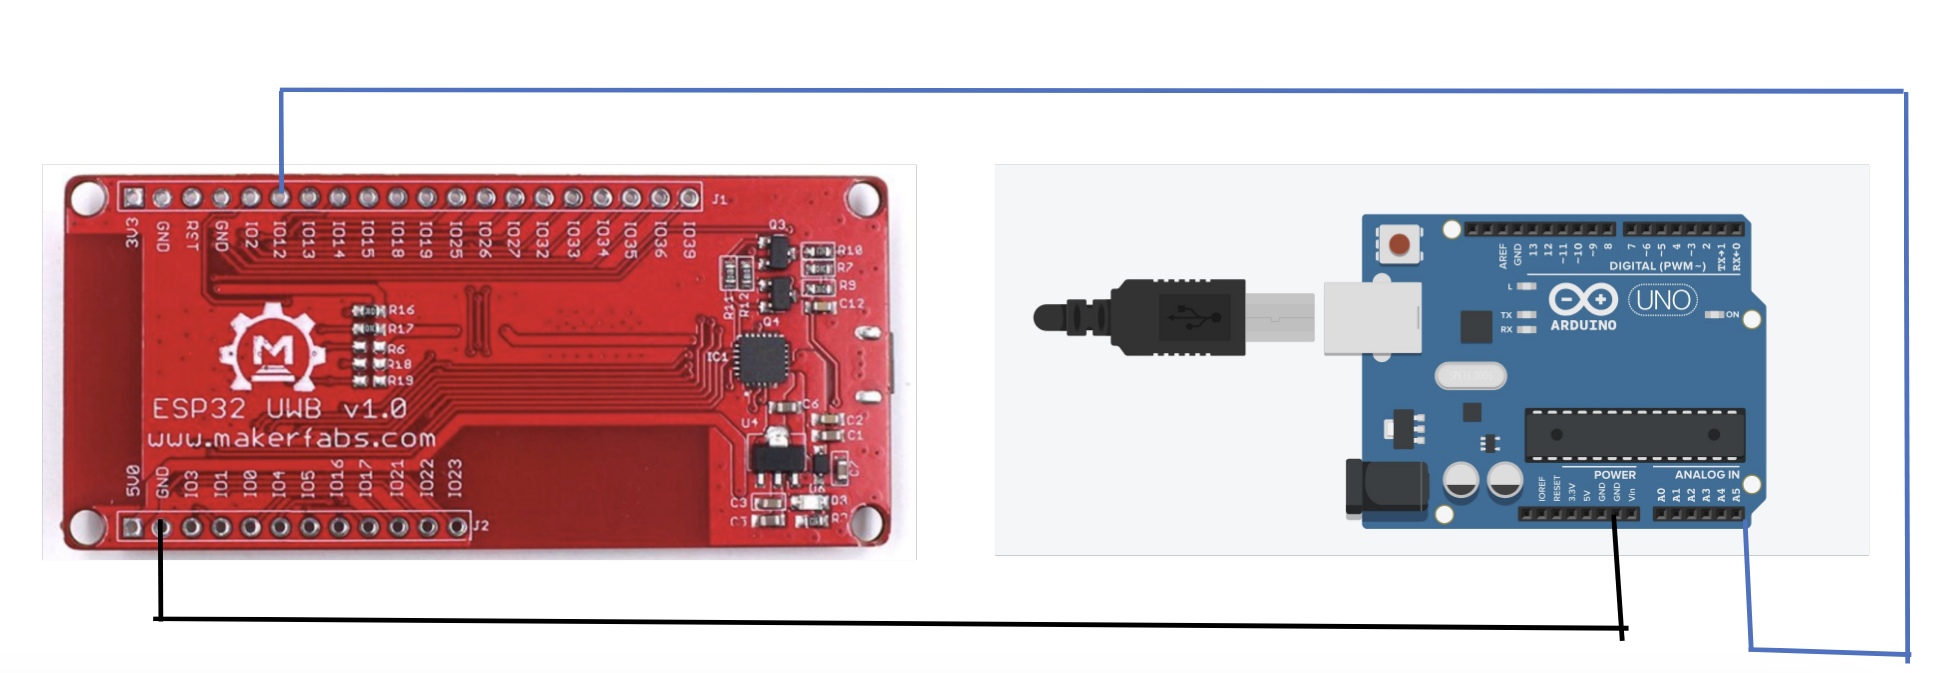 J1
3V3
GND
RST
GND
IO2
IO12
IO13
IO14
IO15
IO18
IO19
IO25
IO26
IO27
IO32
IO33
IO34
IO35
IO36
IO39
Q3
R10
R7
R9
C12
R11
R12
Q4
IC1
R16
R17
R6
R18
R19
M
ESP32 UWB v1.0
www.makerfabs.com
C6
U4
C2
C1
C7
C3
5V0
GND
IO3
IO1
IO0
IO4
IO5
IO16
IO17
IO21
IO22
IO23
J2
AREF
GND
13
12
~11
~10
~9
8
7
~6
~5
4
~3
2
TX→1
RX←0
DIGITAL (PWM~)
L
TX
RX
ARDUINO
UNO
ON
POWER
ANALOG IN
IOREF
RESET
3.3V
5V
GND
GND
Vin
A0
A1
A2
A3
A4
A5